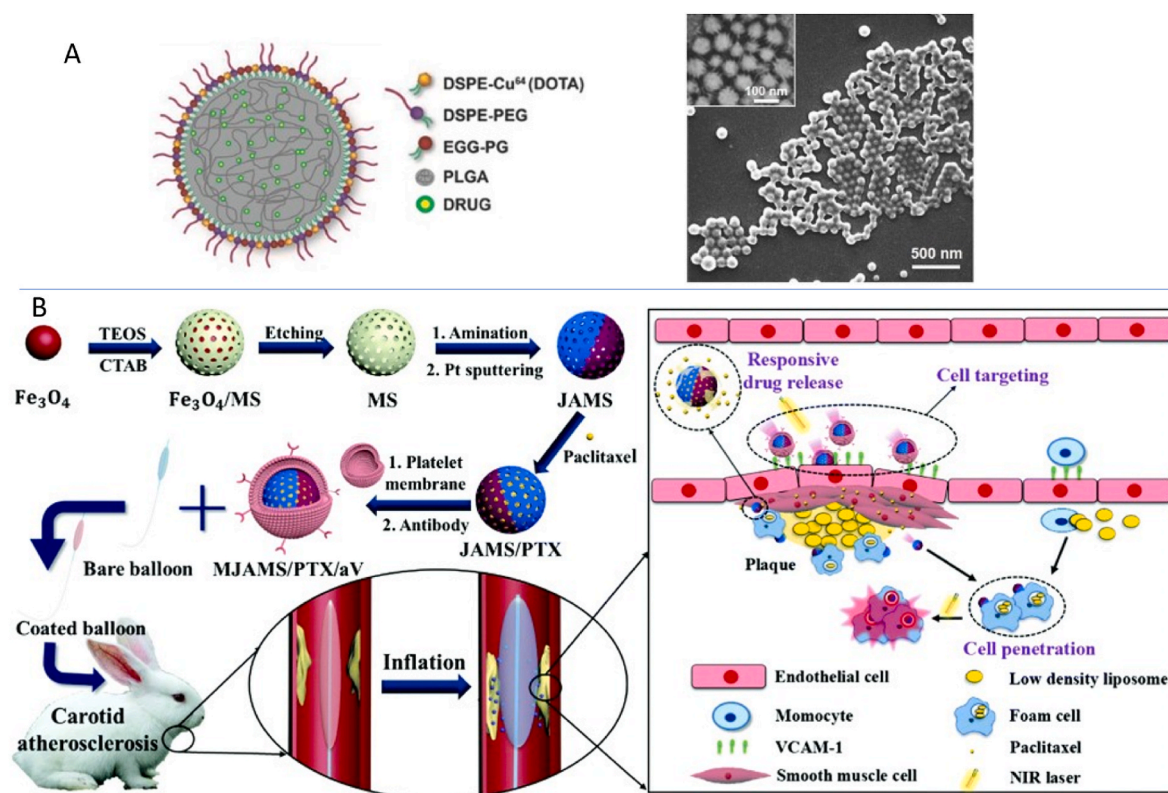 A
DSPE-Cu⁶⁴ (DOTA)
DSPE-PEG
EGG-PG
PLGA
DRUG
100 nm
500 nm
B
TEOS
CTAB
Etching
1. Amination
2. Pt sputtering
Fe₃O₄
Fe₃O₄/MS
MS
JAMS
Paclitaxel
1. Platelet
membrane
2. Antibody
JAMS/PTX
MJAMS/PTX/aV
Bare balloon
Coated balloon
Carotid
atherosclerosis
Inflation
Responsive
drug release
Cell targeting
Plaque
Cell penetration
Endothelial cell
Low density liposome
Momocyte
Foam cell
VCAM-1
Paclitaxel
Smooth muscle cell
NIR laser